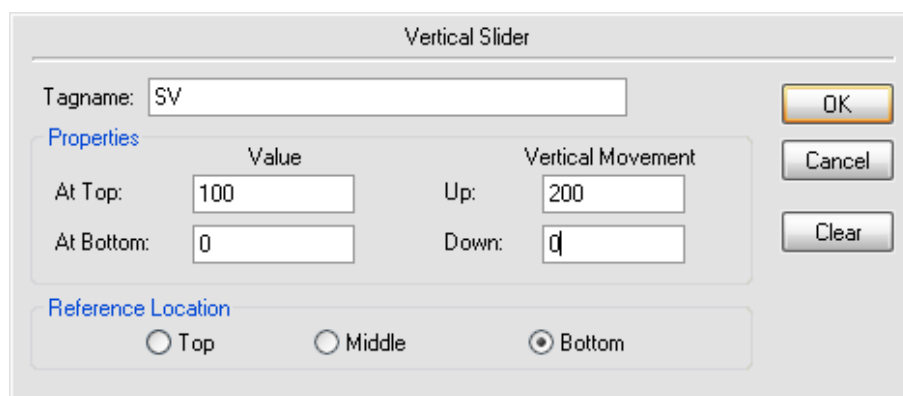 Vertical Slider
Tagname: SV
OK
Properties
Value Vertical Movement
Cancel
At Top: 100 Up: 200
At Bottom: 0 Down: 0
Clear
Reference Location
Top Middle Bottom